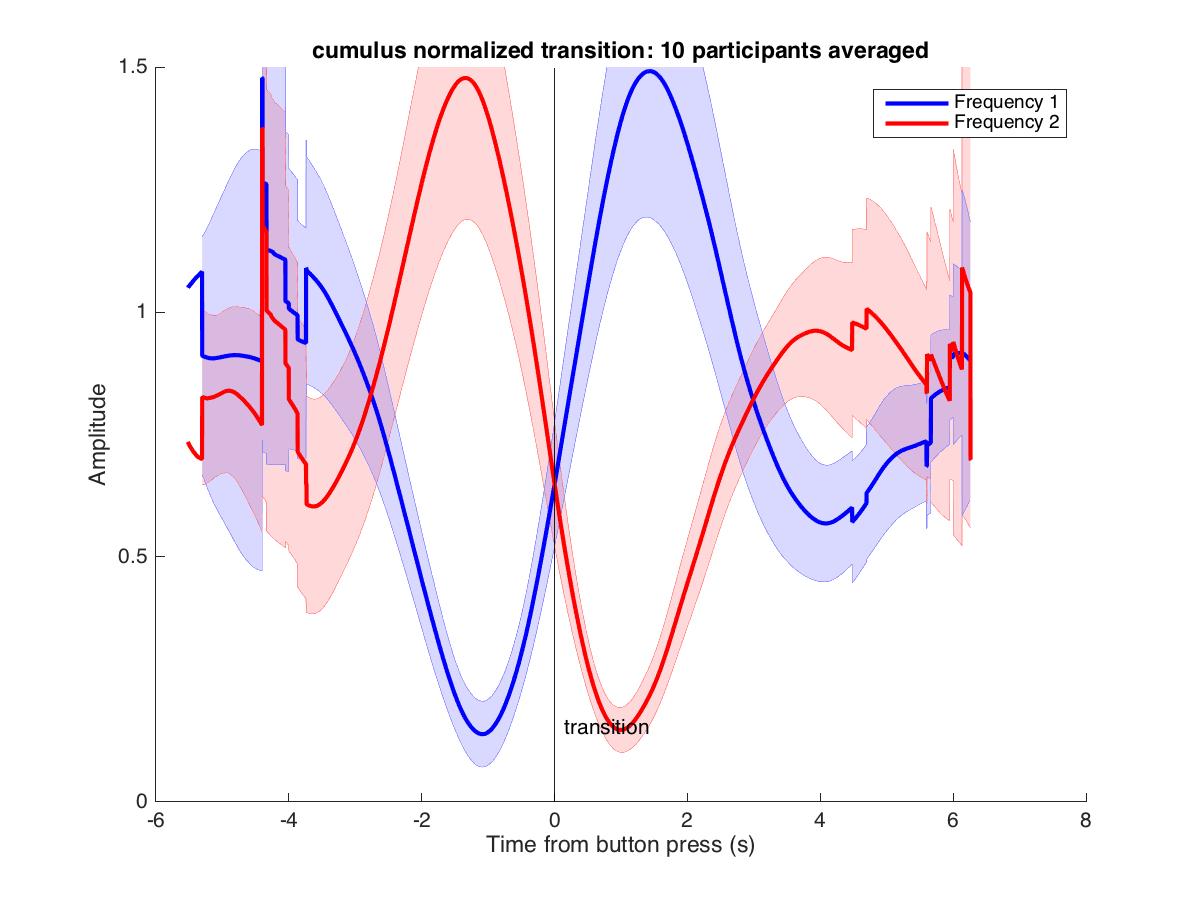 cumulus normalized transition: 10 participants averaged
Frequency 1
Frequency 2
1.5
1
0.5
0
Amplitude
transition
-6
-4
-2
0
2
4
6
8
Time from button press (s)